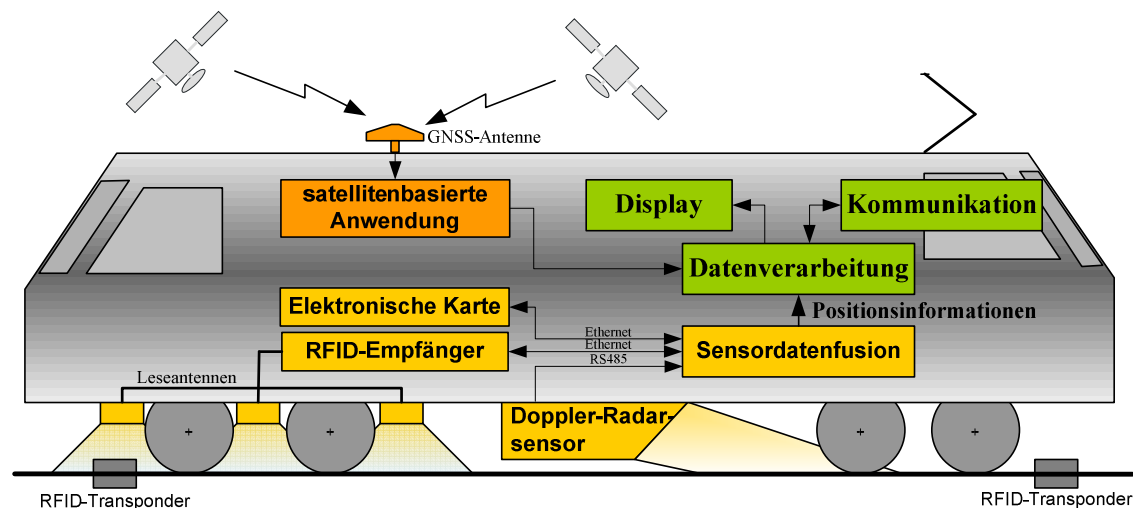 GNSS-Antenne
satellitenbasierte
Anwendung
Display
Kommunikation
Datenverarbeitung
Elektronische Karte
Positionsinformationen
Ethernet
RFID-Empfänger
Ethernet
Sensordatenfusion
RS485
Leseantennen
Doppler-Radar-
sensor
RFID-Transponder
RFID-Transponder